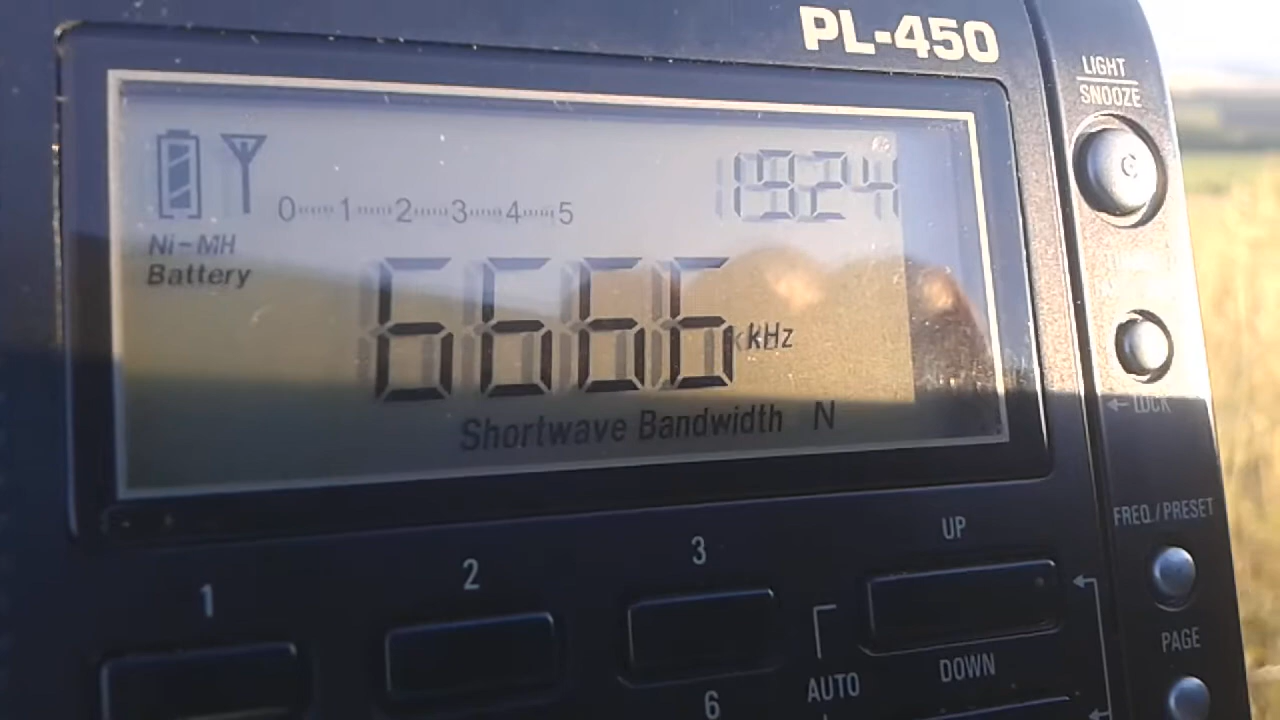 PL-450
LIGHT
SNOOZE
1924
0 1 2 3 4 5
Ni-MH
Battery
6666 kHz
Shortwave Bandwidth N
← LOCK
FREQ./PRESET
UP
3
2
1
PAGE
DOWN
AUTO
6